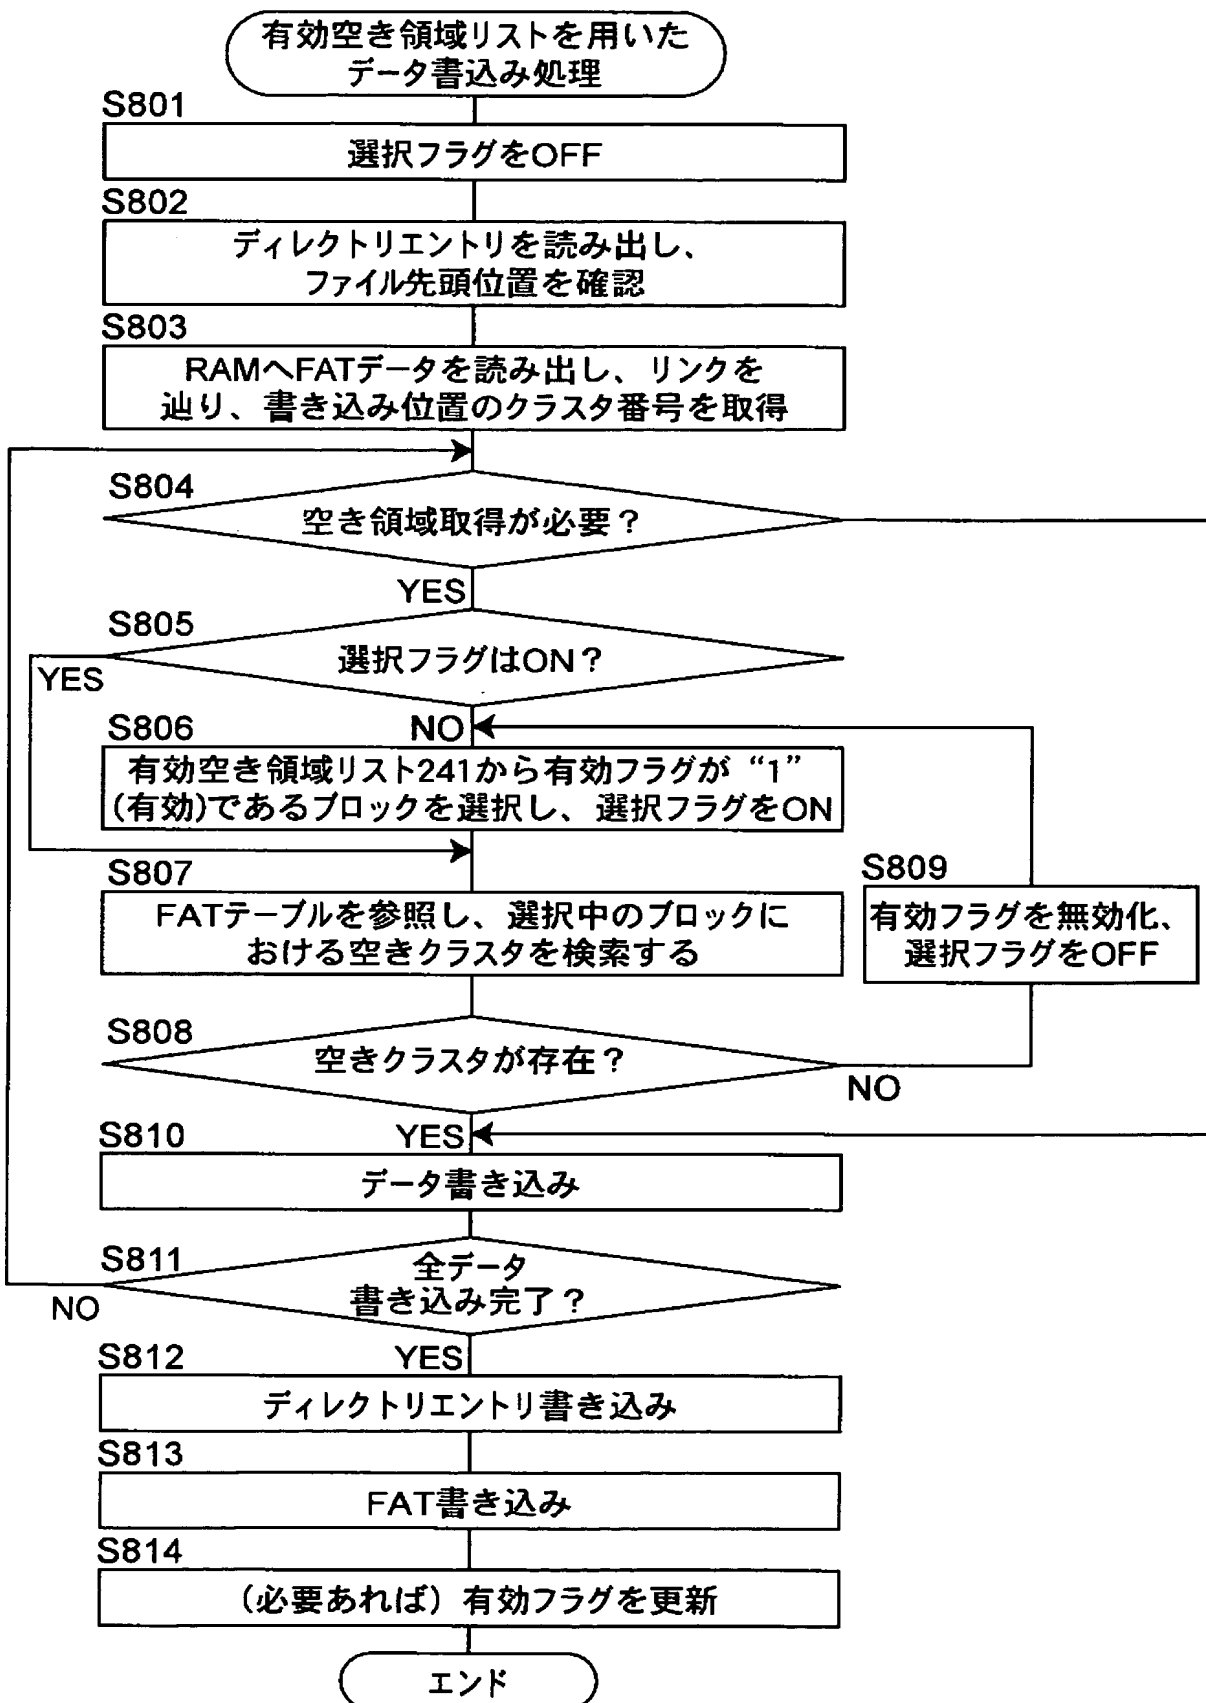 有効空き領域リストを用いた
データ書込み処理
S801
選択フラグをOFF
S802
ディレクトリエントリを読み出し、
ファイル先頭位置を確認
S803
RAMへFATデータを読み出し、リンクを
辿り、書き込み位置のクラスタ番号を取得
S804
空き領域取得が必要？
YES
S805
選択フラグはON？
YES
NO
S806
有効空き領域リスト241から有効フラグが “1”
(有効)であるブロックを選択し、選択フラグをON
S807
FATテーブルを参照し、選択中のブロックに
おける空きクラスタを検索する
S809
有効フラグを無効化、
選択フラグをOFF
S808
空きクラスタが存在？
NO
YES
S810
データ書き込み
S811
全データ
書き込み完了？
NO
YES
S812
ディレクトリエントリ書き込み
S813
FAT書き込み
S814
（必要あれば）有効フラグを更新
エンド